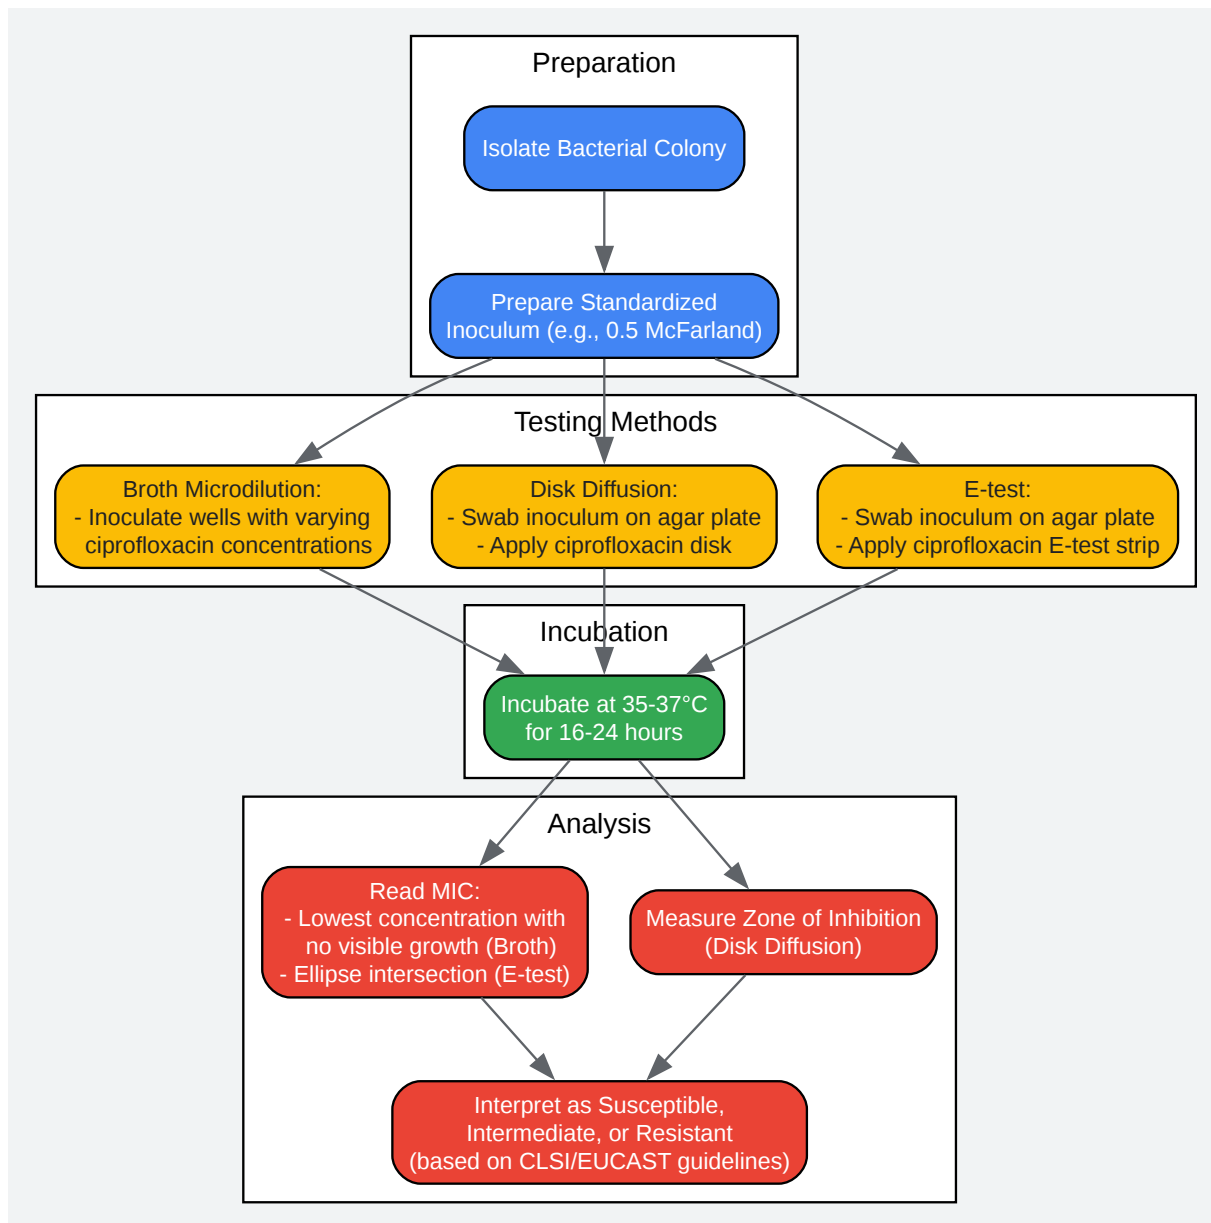 Preparation
Isolate Bacterial Colony
Prepare Standardized
Inoculum (e.g., 0.5 McFarland)
Testing Methods
Broth Microdilution:
- Inoculate wells with varying
ciprofloxacin concentrations
Disk Diffusion:
- Swab inoculum on agar plate
- Apply ciprofloxacin disk
E-test:
- Swab inoculum on agar plate
- Apply ciprofloxacin E-test strip
Incubation
Incubate at 35-37°C
for 16-24 hours
Analysis
Read MIC:
- Lowest concentration with
no visible growth (Broth)
- Ellipse intersection (E-test)
Measure Zone of Inhibition
(Disk Diffusion)
Interpret as Susceptible,
Intermediate, or Resistant
(based on CLSI/EUCAST guidelines)